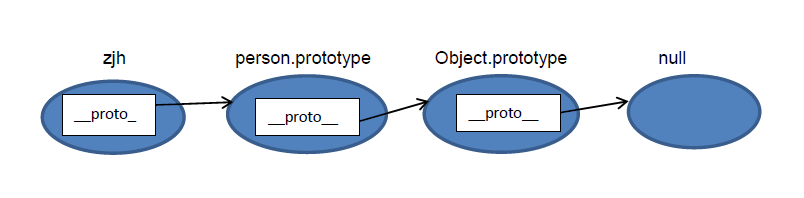 zjh
person.prototype
Object.prototype
null
__proto_
__proto__
__proto__